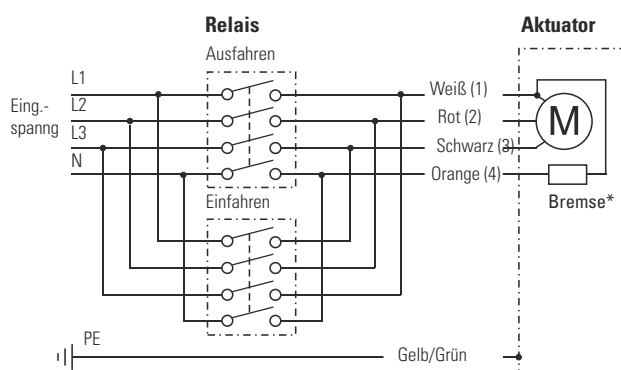 Relais
Aktuator
Ausfahren
L1
Weiß (1)
Eing.-
spanng
L2
Rot (2)
M
L3
Schwarz (3)
N
Orange (4)
Einfahren
Bremse*
PE
Gelb/Grün